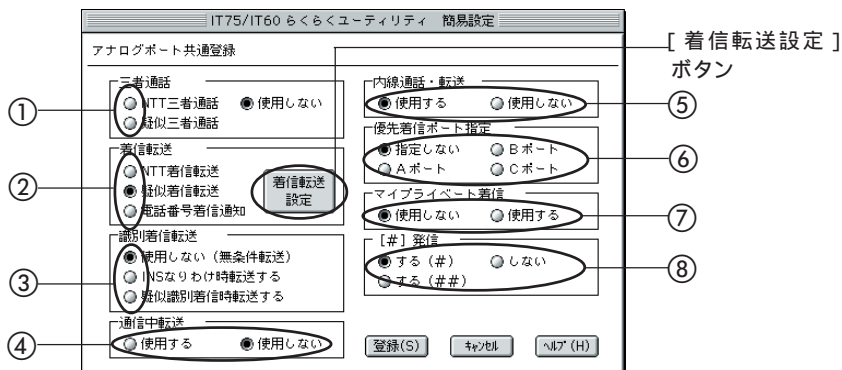 IT75/IT60 らくらくユーティリティ 簡易設定
アナログポート共通登録
[着信転送設定]
ボタン
三者通話
① NTT三者通話 使用しない
疑似三者通話
着信転送
② NTT着信転送
疑似着信転送
電話番号着信通知
着信転送
設定
識別着信転送
③ 使用しない（無条件転送）
INSなりわけ時転送する
疑似識別着信時転送する
通信中転送
④ 使用する 使用しない
内線通話・転送
使用する 使用しない ⑤
優先着信ポート指定
指定しない Bポート ⑥
Aポート Cポート
マイプライベート着信
使用しない 使用する ⑦
[#]発信
する（#） しない ⑧
する（##）
登録(S) キャンセル ヘルプ(H)